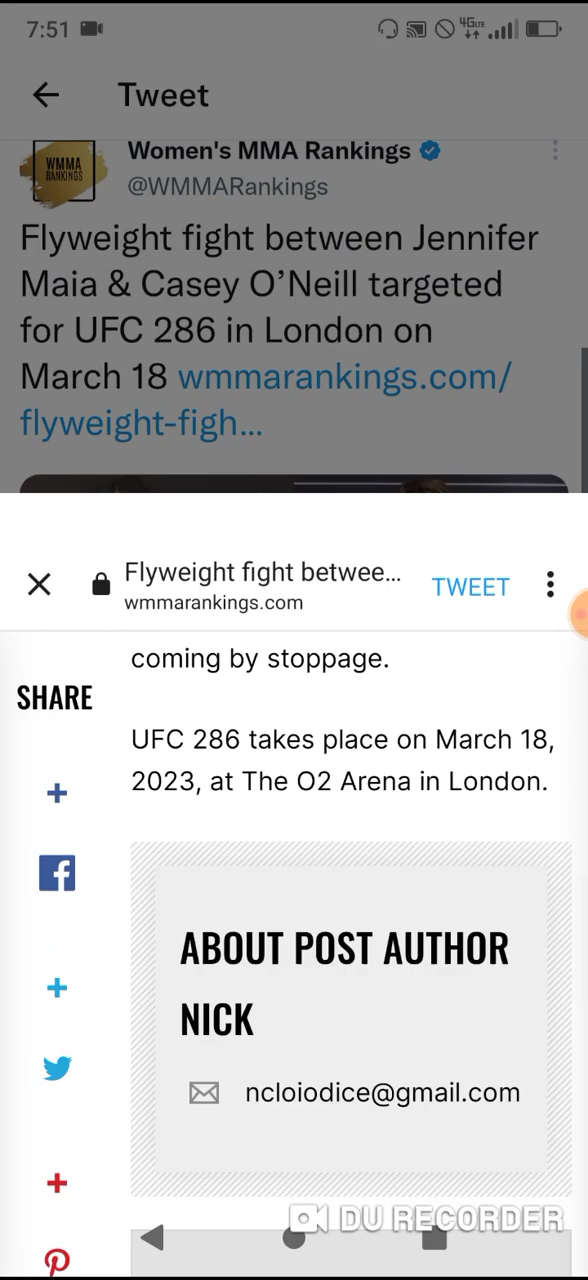 7:51
4G LTE
Tweet
WMMA
RANKINGS
Women's MMA Rankings
@WMMARankings
Flyweight fight between Jennifer
Maia & Casey O’Neill targeted
for UFC 286 in London on
March 18 wmmarankings.com/
flyweight-figh...
Flyweight fight betwee...
wmmarankings.com
TWEET
coming by stoppage.
SHARE
UFC 286 takes place on March 18,
2023, at The O2 Arena in London.
ABOUT POST AUTHOR
NICK
ncloiodice@gmail.com
DU RECORDER